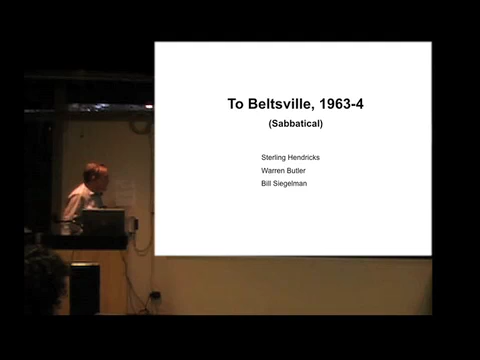 To Beltsville, 1963-4
(Sabbatical)
Sterling Hendricks
Warren Butler
Bill Siegelman